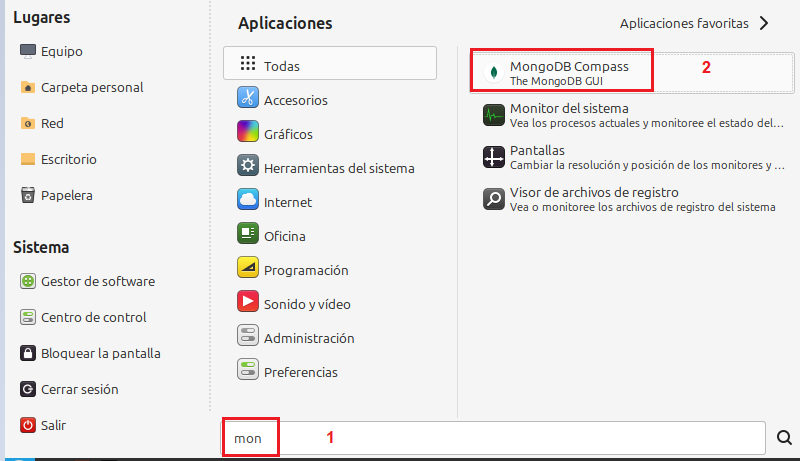 Lugares
Equipo
Carpeta personal
Red
Escritorio
Papelera
Sistema
Gestor de software
Centro de control
Bloquear la pantalla
Cerrar sesión
Salir
Aplicaciones
Aplicaciones favoritas
Todas
Accesorios
Gráficos
Herramientas del sistema
Internet
Oficina
Programación
Sonido y vídeo
Administración
Preferencias
MongoDB Compass
The MongoDB GUI
2
Monitor del sistema
Vea los procesos actuales y monitoree el estado del...
Pantallas
Cambiar la resolución y posición de los monitores y ...
Visor de archivos de registro
Vea o monitoree los archivos de registro del sistema
mon
1